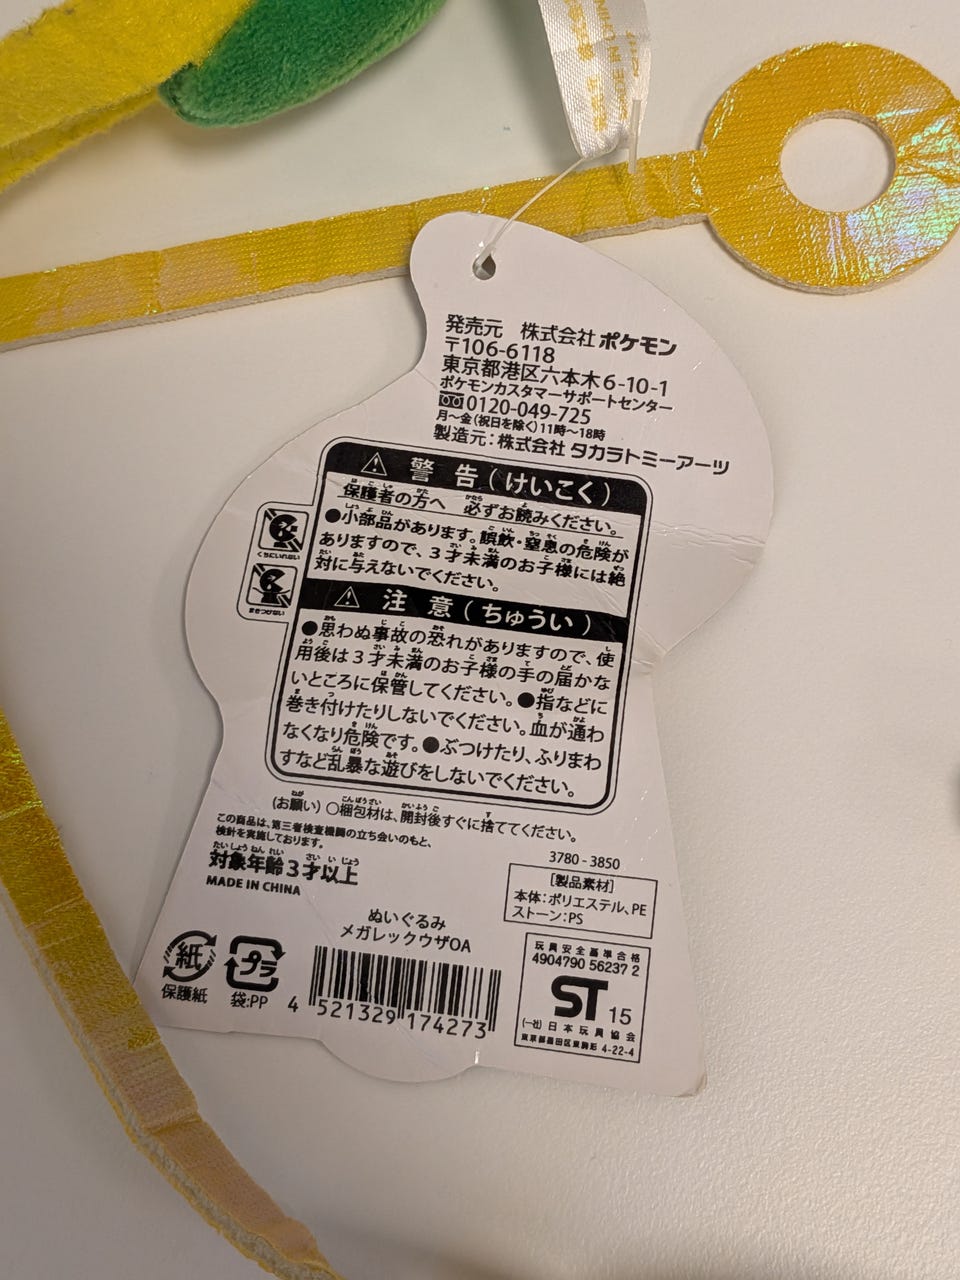 発売元 株式会社 ポケモン
〒106-6118
東京都港区六本木6-10-1
ポケモンカスタマーサポートセンター
0120-049-725
月～金(祝日を除く)11時～18時
製造元:株式会社 タカラトミーアーツ
警告(けいこく)
保護者の方へ 必ずお読みください。
●小部品があります。誤飲・窒息の危険が
ありますので、3才未満のお子様には絶
対に与えないでください。
くちにいれない
まきつけない
注意(ちゅうい)
●思わぬ事故の恐れがありますので、使
用後は3才未満のお子様の手の届かな
いところに保管してください。●指などに
巻き付けたりしないでください。血が通わ
なくなり危険です。●ぶつけたり、ふりまわ
すなど乱暴な遊びをしないでください。
(お願い)○梱包材は、開封後すぐに捨ててください。
この商品は、第三者検査機関の立ち会いのもと、
検針を実施しております。
対象年齢3才以上
MADE IN CHINA
3780-3850
[製品素材]
本体:ポリエステル、PE
ストーン:PS
ぬいぐるみ
メガレックウザOA
紙
保護紙
プラ
袋:PP
4 521329 174273
玩具安全基準合格
4904790 56237 2
ST 15
(一社)日本玩具協会
東京都墨田区東駒形 4-22-4